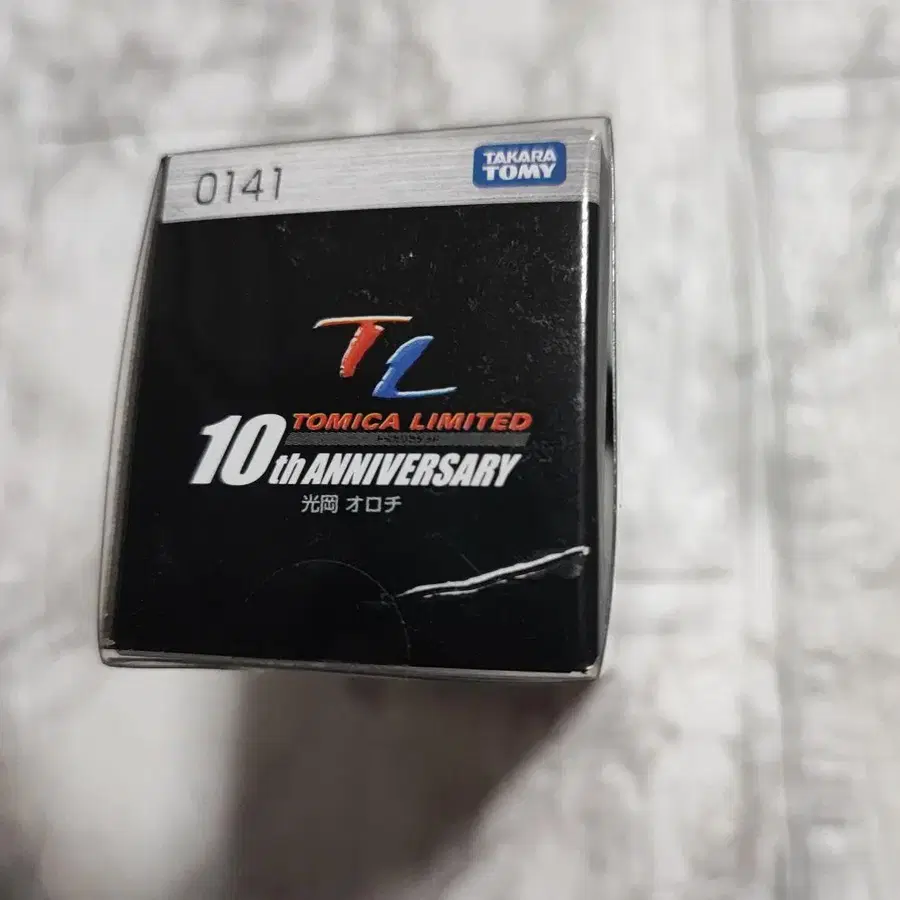 0141
TAKARA
TOMY
TL
TOMICA LIMITED
10th ANNIVERSARY
光岡 オロチ